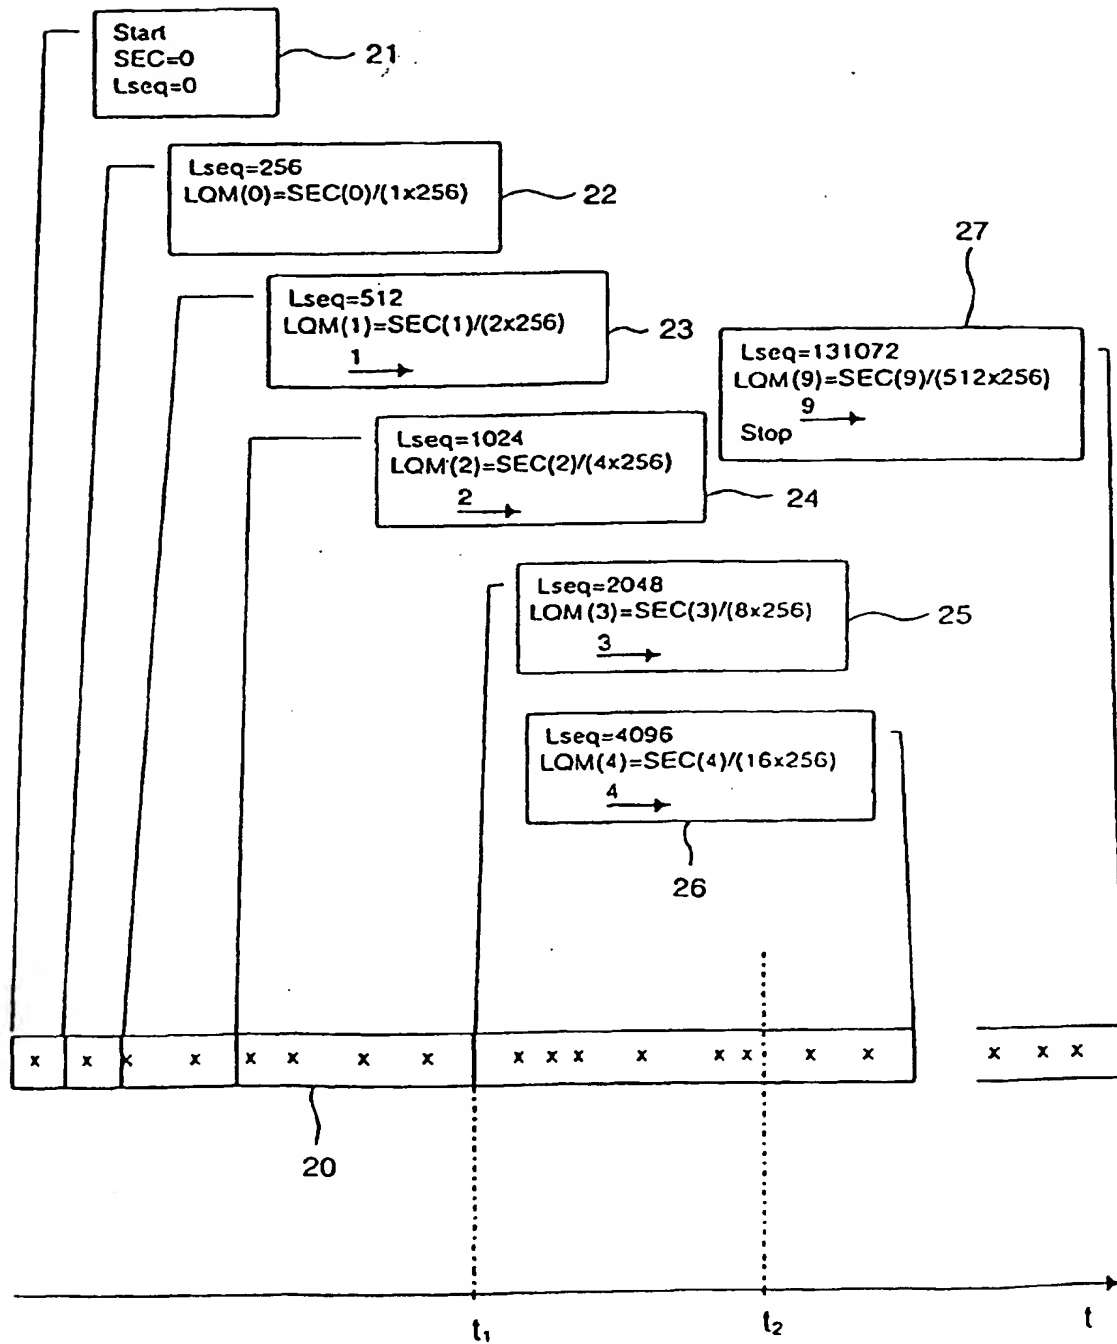 Start
SEC=0
Lseq=0
21
Lseq=256
LQM(0)=SEC(0)/(1x256)
22
Lseq=512
LQM(1)=SEC(1)/(2x256)
1
23
27
Lseq=131072
LQM(9)=SEC(9)/(512x256)
9
Stop
Lseq=1024
LQM(2)=SEC(2)/(4x256)
2
24
Lseq=2048
LQM(3)=SEC(3)/(8x256)
3
25
Lseq=4096
LQM(4)=SEC(4)/(16x256)
4
26
x x x x x x x x x x x x x x x x x x x
20
t₁ t₂ t